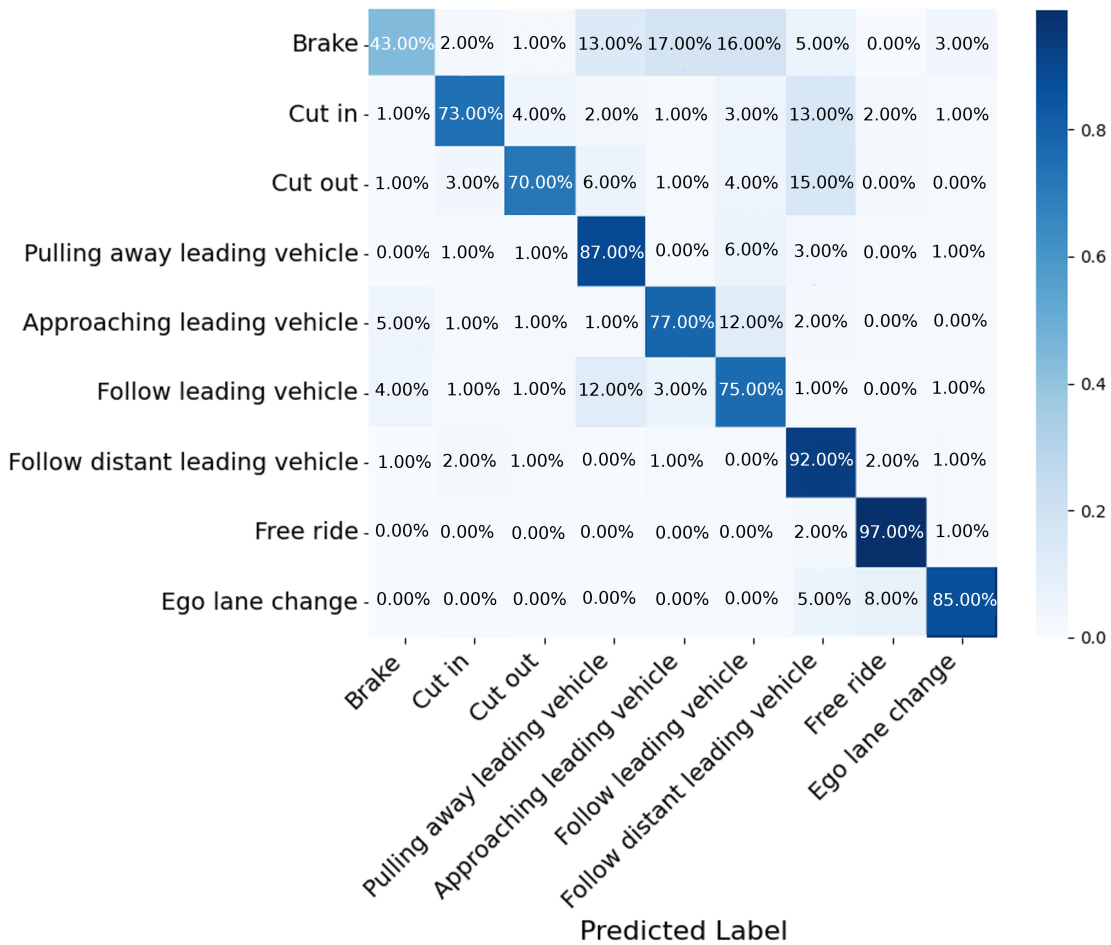 Brake 43.00% 2.00% 1.00% 13.00% 17.00% 16.00% 5.00% 0.00% 3.00%
Cut in 1.00% 73.00% 4.00% 2.00% 1.00% 3.00% 13.00% 2.00% 1.00%
0.8
Cut out 1.00% 3.00% 70.00% 6.00% 1.00% 4.00% 15.00% 0.00% 0.00%
Pulling away leading vehicle 0.00% 1.00% 1.00% 87.00% 0.00% 6.00% 3.00% 0.00% 1.00%
0.6
Approaching leading vehicle 5.00% 1.00% 1.00% 1.00% 77.00% 12.00% 2.00% 0.00% 0.00%
0.4
Follow leading vehicle 4.00% 1.00% 1.00% 12.00% 3.00% 75.00% 1.00% 0.00% 1.00%
Follow distant leading vehicle 1.00% 2.00% 1.00% 0.00% 1.00% 0.00% 92.00% 2.00% 1.00%
0.2
Free ride 0.00% 0.00% 0.00% 0.00% 0.00% 0.00% 2.00% 97.00% 1.00%
Ego lane change 0.00% 0.00% 0.00% 0.00% 0.00% 0.00% 5.00% 8.00% 85.00%
0.0
Brake
Cut in
Cut out
Pulling away leading vehicle
Approaching leading vehicle
Follow leading vehicle
Follow distant leading vehicle
Free ride
Ego lane change
Predicted Label